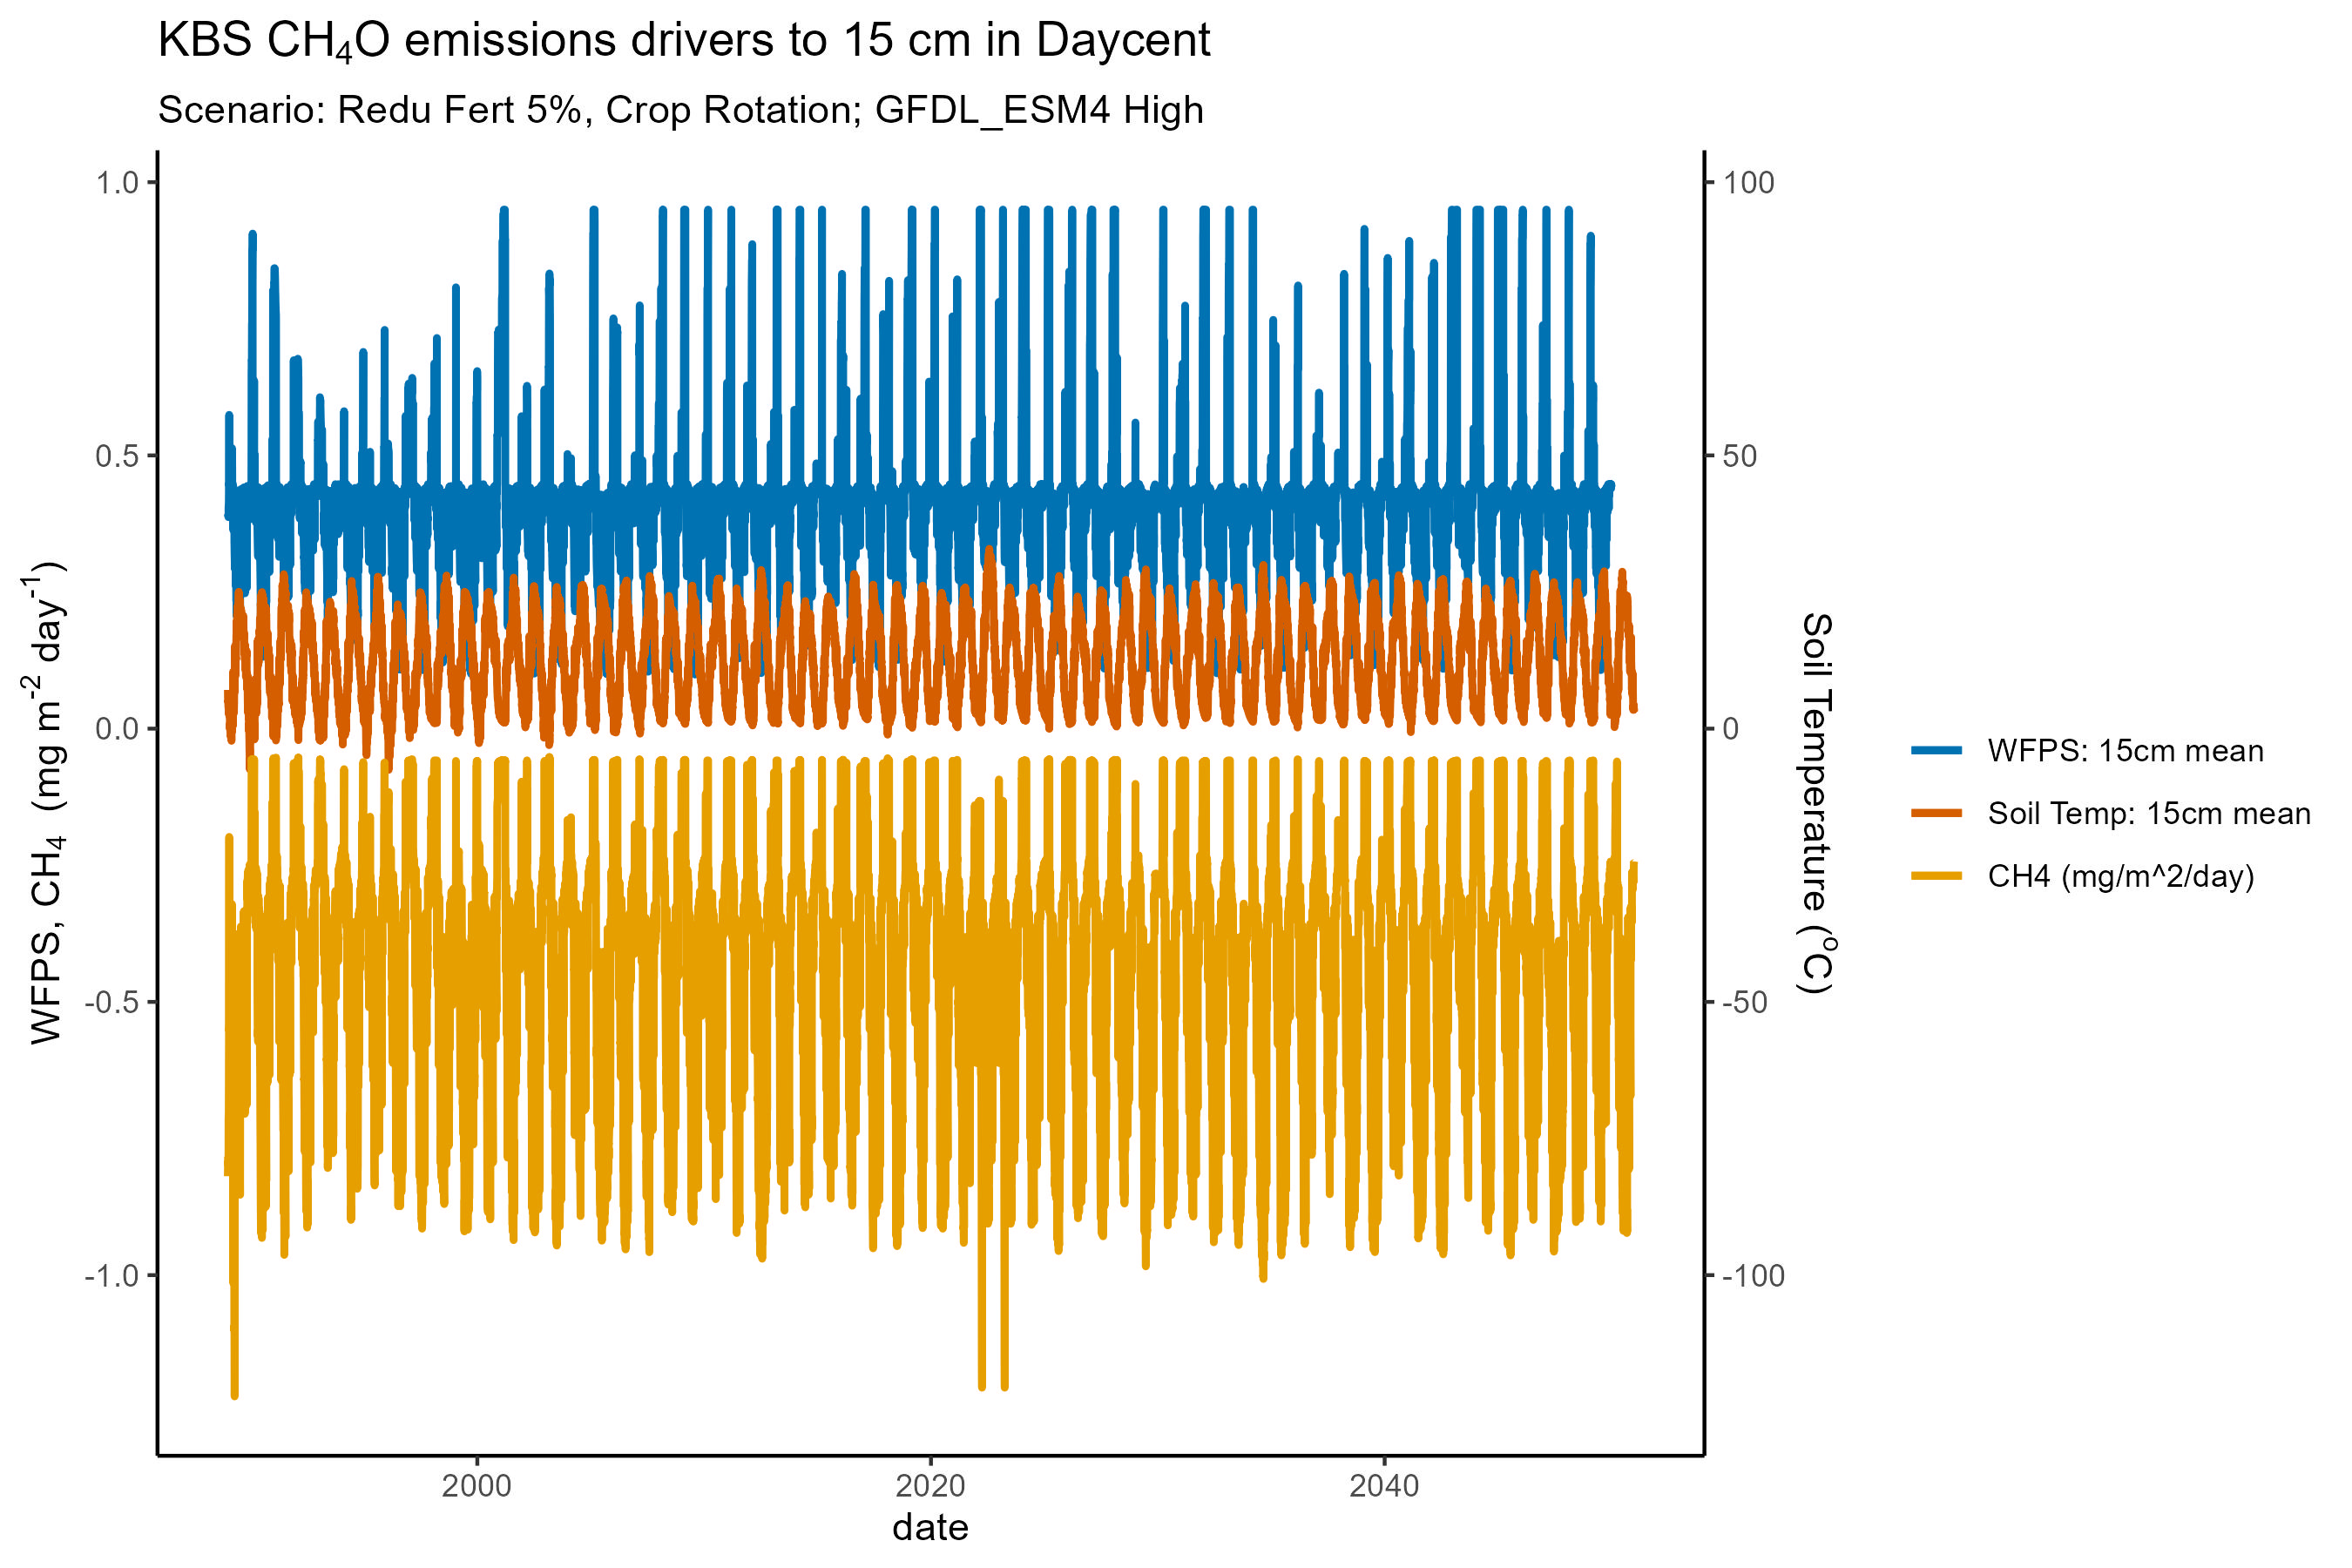 KBS CH₄O emissions drivers to 15 cm in Daycent
Scenario: Redu Fert 5%, Crop Rotation; GFDL_ESM4 High
1.0
0.5
0.0
-0.5
-1.0
WFPS, CH₄ (mg m⁻² day⁻¹)
100
50
0
-50
-100
Soil Temperature (ºC)
2000
2020
2040
date
WFPS: 15cm mean
Soil Temp: 15cm mean
CH4 (mg/m^2/day)